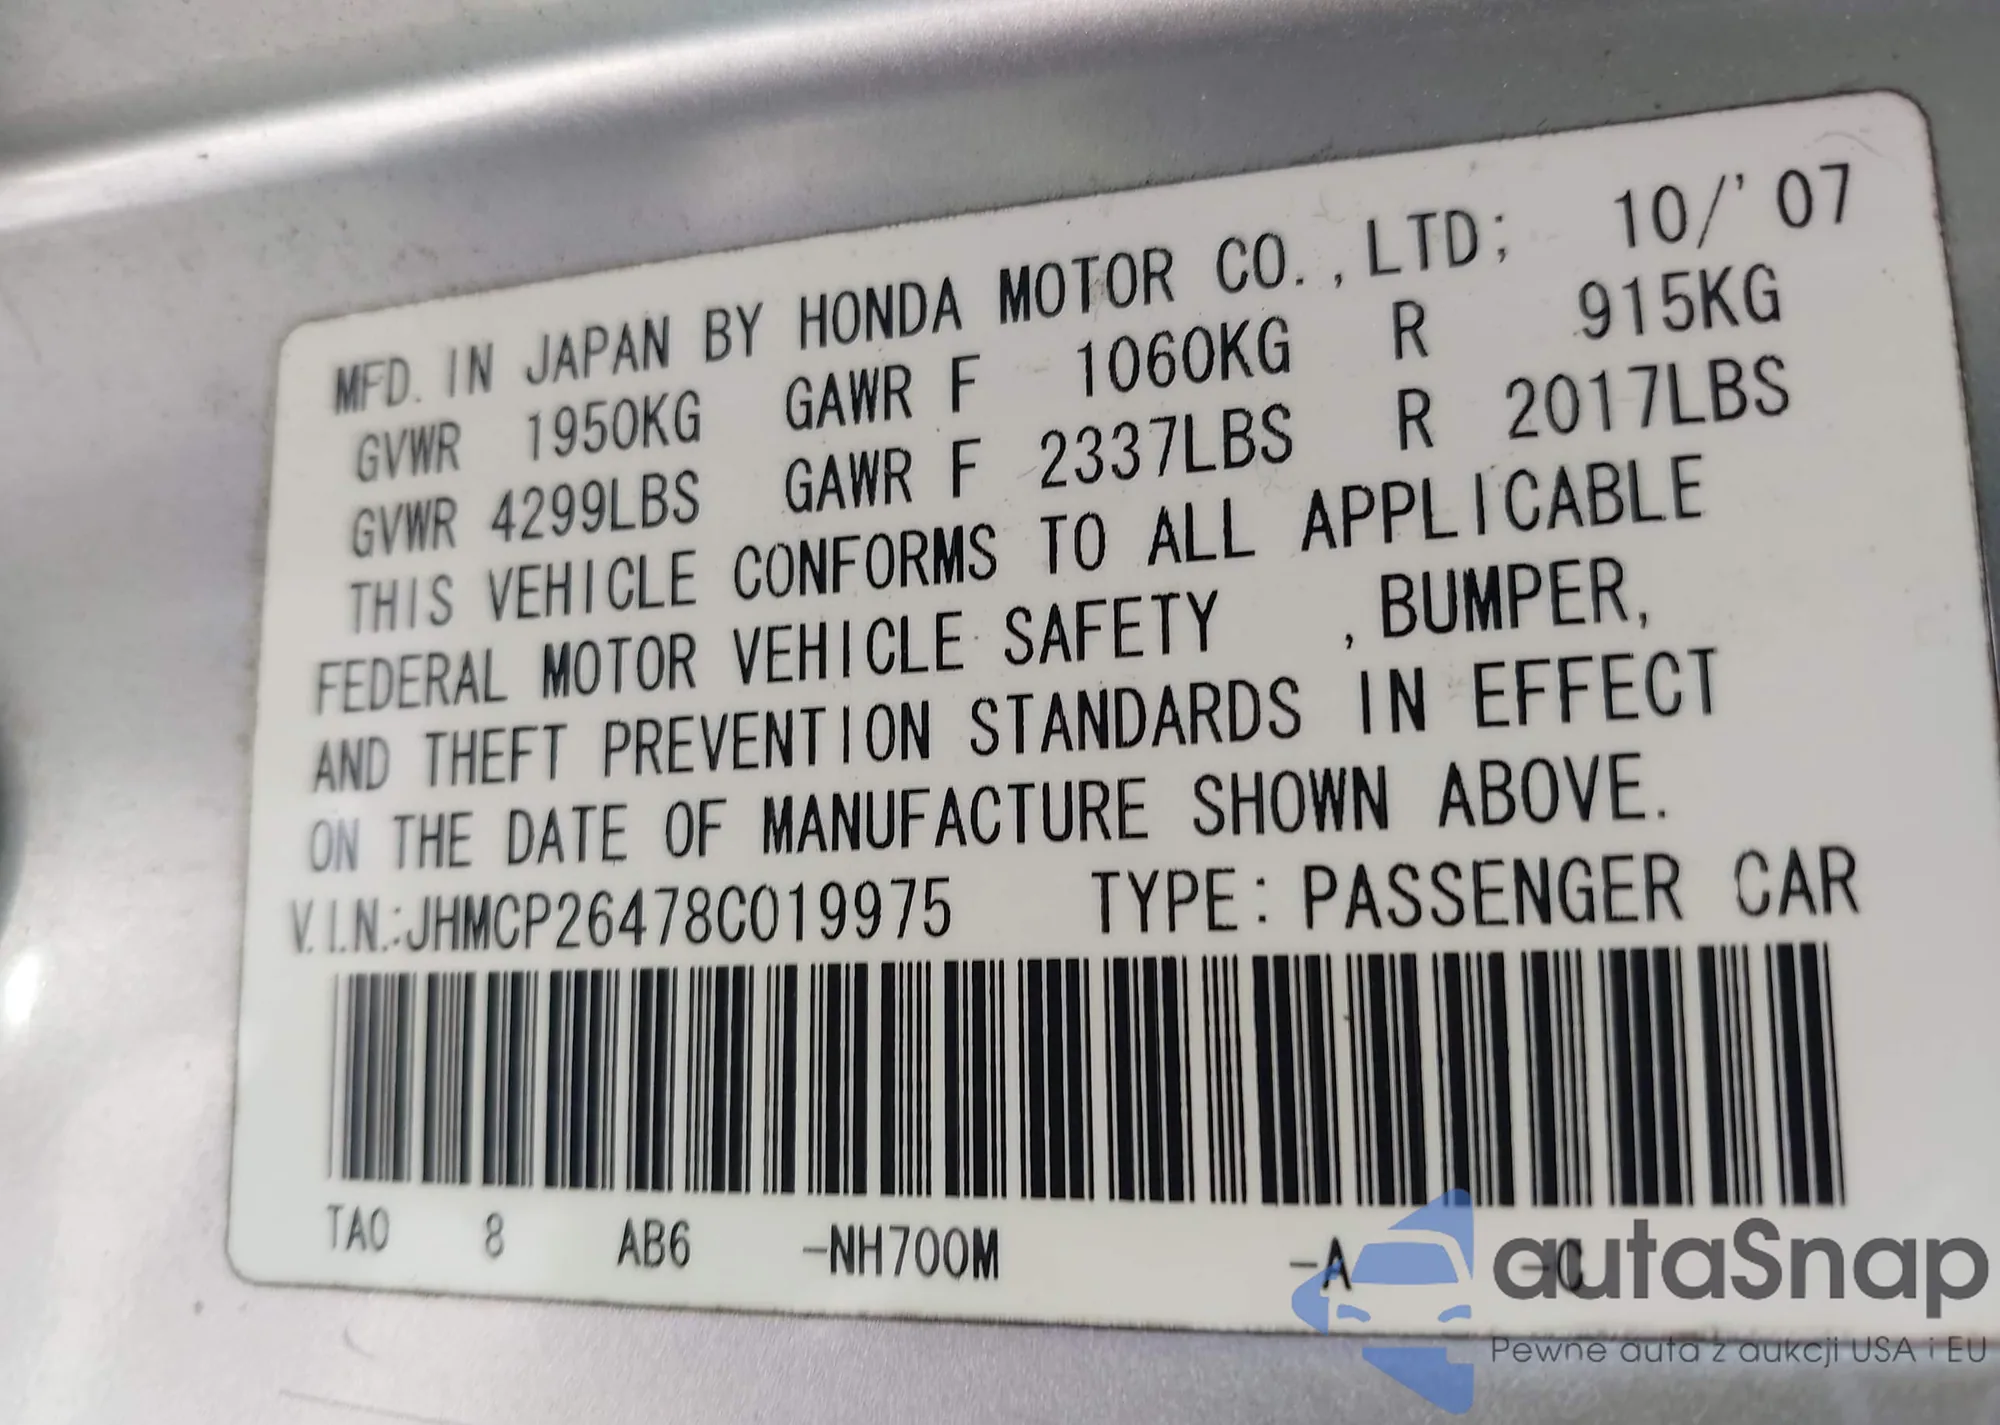 MFD. IN JAPAN BY HONDA MOTOR CO.,LTD; 10/'07
GVWR 1950KG GAWR F 1060KG R 915KG
GVWR 4299LBS GAWR F 2337LBS R 2017LBS
THIS VEHICLE CONFORMS TO ALL APPLICABLE
FEDERAL MOTOR VEHICLE SAFETY ,BUMPER,
AND THEFT PREVENTION STANDARDS IN EFFECT
ON THE DATE OF MANUFACTURE SHOWN ABOVE.
V.I.N.:JHMCP26478C019975 TYPE: PASSENGER CAR
TA0 8 AB6 -NH700M -A -C
autaSnap
Pewne auta z aukcji USA i EU